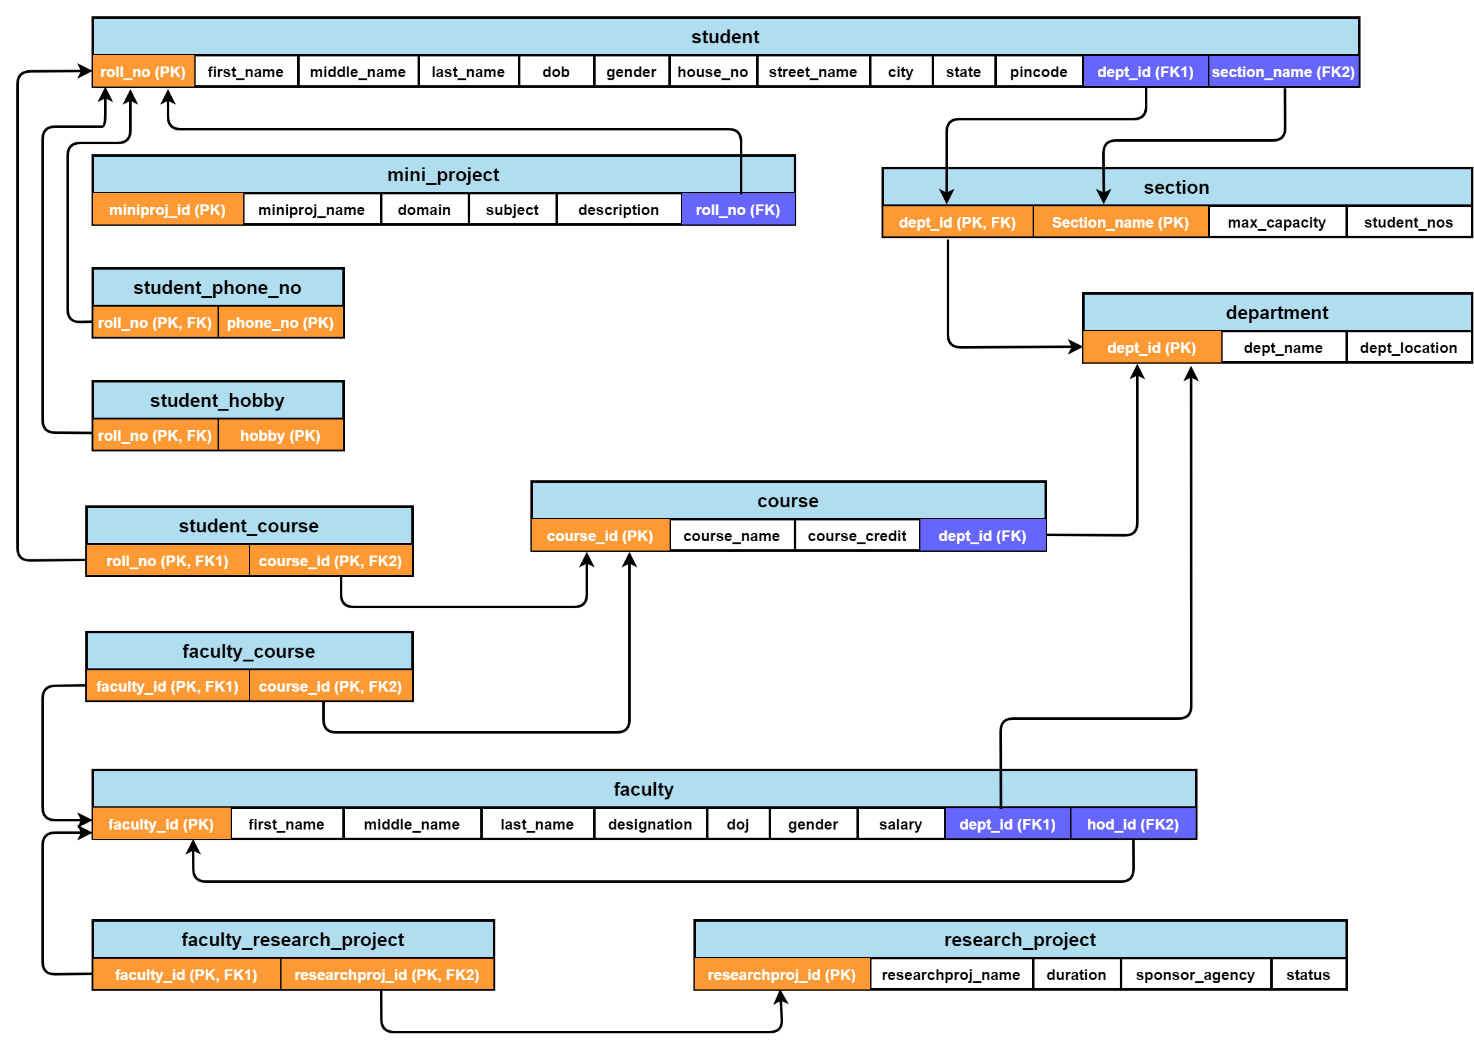 student
roll_no (PK) first_name middle_name last_name dob gender house_no street_name city state pincode dept_id (FK1) section_name (FK2)
mini_project
miniproj_id (PK) miniproj_name domain subject description roll_no (FK)
section
dept_id (PK, FK) Section_name (PK) max_capacity student_nos
student_phone_no
roll_no (PK, FK) phone_no (PK)
department
dept_id (PK) dept_name dept_location
student_hobby
roll_no (PK, FK) hobby (PK)
course
course_id (PK) course_name course_credit dept_id (FK)
student_course
roll_no (PK, FK1) course_id (PK, FK2)
faculty_course
faculty_id (PK, FK1) course_id (PK, FK2)
faculty
faculty_id (PK) first_name middle_name last_name designation doj gender salary dept_id (FK1) hod_id (FK2)
faculty_research_project
faculty_id (PK, FK1) researchproj_id (PK, FK2)
research_project
researchproj_id (PK) researchproj_name duration sponsor_agency status